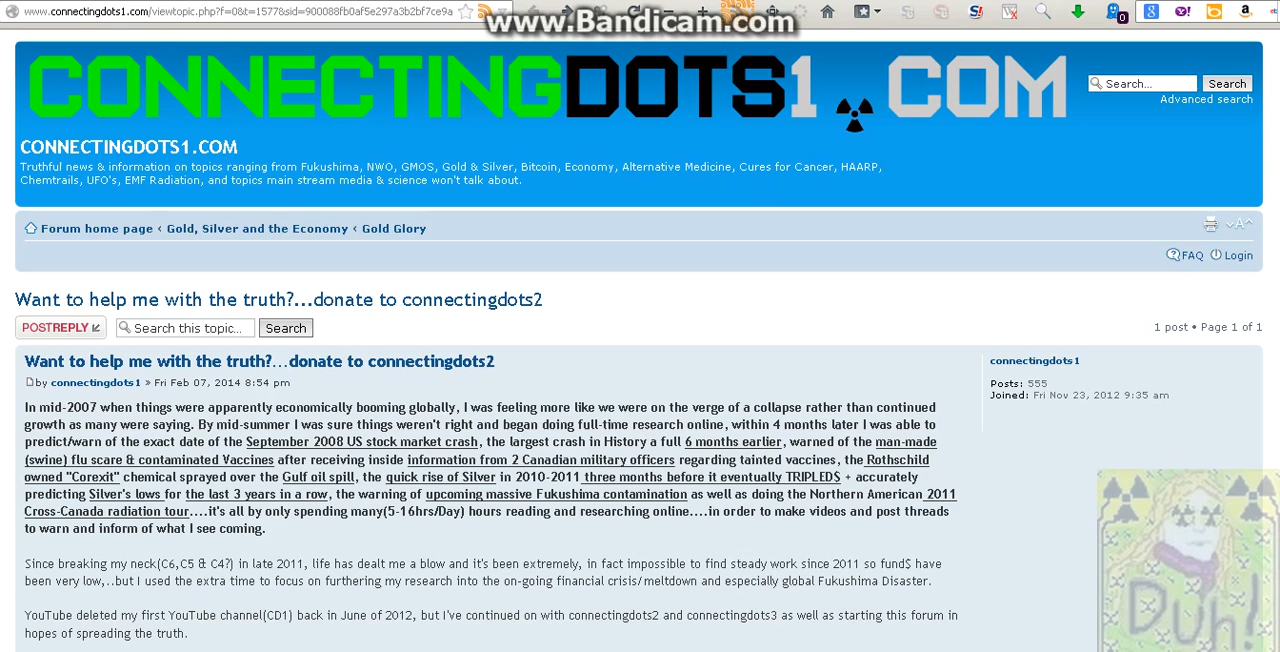 www.connectingdots1.com/viewtopic.php?f=0&t=1577&sid=900088fb0af5e297a3b2bf7ce9a
www.Bandicam.com
0
CONNECTINGDOTS1.COM
Search...
Search
Advanced search
CONNECTINGDOTS1.COM
Truthful news & information on topics ranging from Fukushima, NWO, GMOS, Gold & Silver, Bitcoin, Economy, Alternative Medicine, Cures for Cancer, HAARP,
Chemtrails, UFO's, EMF Radiation, and topics main stream media & science won't talk about.
Forum home page ‹ Gold, Silver and the Economy ‹ Gold Glory
FAQ Login
Want to help me with the truth?...donate to connectingdots2
POSTREPLY
Search this topic...
Search
1 post • Page 1 of 1
Want to help me with the truth?...donate to connectingdots2
by connectingdots1 » Fri Feb 07, 2014 8:54 pm
In mid-2007 when things were apparently economically booming globally, I was feeling more like we were on the verge of a collapse rather than continued
growth as many were saying. By mid-summer I was sure things weren't right and began doing full-time research online, within 4 months later I was able to
predict/warn of the exact date of the September 2008 US stock market crash, the largest crash in History a full 6 months earlier, warned of the man-made
(swine) flu scare & contaminated Vaccines after receiving inside information from 2 Canadian military officers regarding tainted vaccines, the Rothschild
owned "Corexit" chemical sprayed over the Gulf oil spill, the quick rise of Silver in 2010-2011 three months before it eventually TRIPLED$ + accurately
predicting Silver's lows for the last 3 years in a row, the warning of upcoming massive Fukushima contamination as well as doing the Northern American 2011
Cross-Canada radiation tour....it's all by only spending many(5-16hrs/Day) hours reading and researching online....in order to make videos and post threads
to warn and inform of what I see coming.
Since breaking my neck(C6,C5 & C4?) in late 2011, life has dealt me a blow and it's been extremely, in fact impossible to find steady work since 2011 so fund$ have
been very low,..but I used the extra time to focus on furthering my research into the on-going financial crisis/meltdown and especially global Fukushima Disaster.
YouTube deleted my first YouTube channel(CD1) back in June of 2012, but I've continued on with connectingdots2 and connectingdots3 as well as starting this forum in
hopes of spreading the truth.
connectingdots1
Posts: 555
Joined: Fri Nov 23, 2012 9:35 am
Duh!